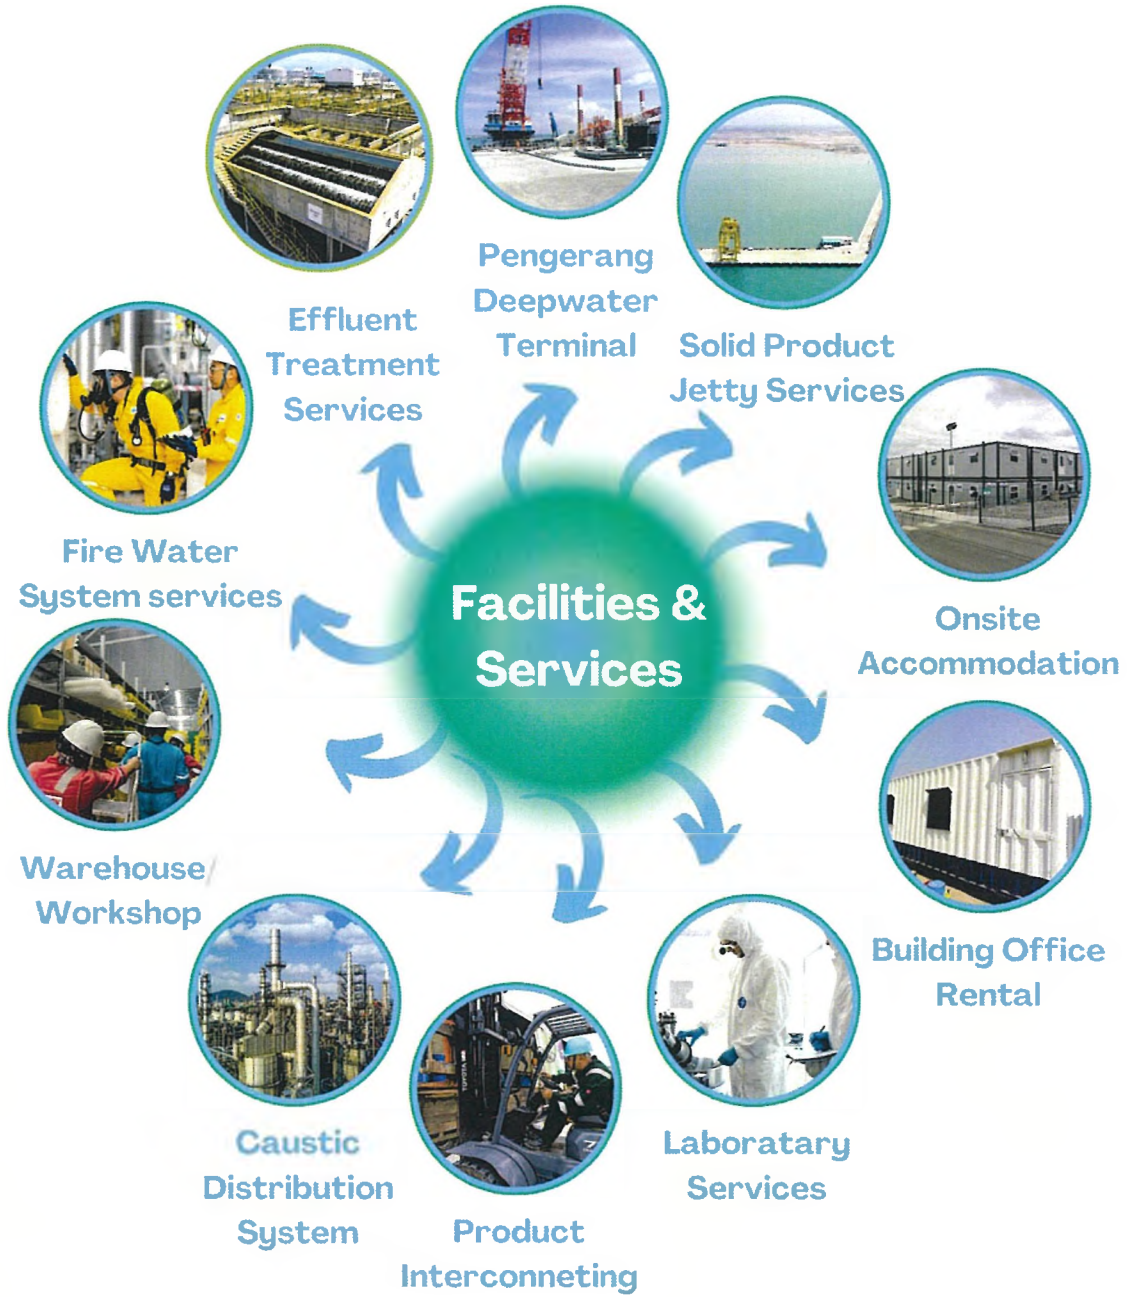 Pengerang
Deepwater
Terminal
Solid Product
Jetty Services
Effluent
Treatment
Services
Onsite
Accommodation
Fire Water
System services
Facilities &
Services
Building Office
Rental
Warehouse/
Workshop
Laboratary
Services
Caustic
Distribution
System
Product
Interconneting
TOYOTA